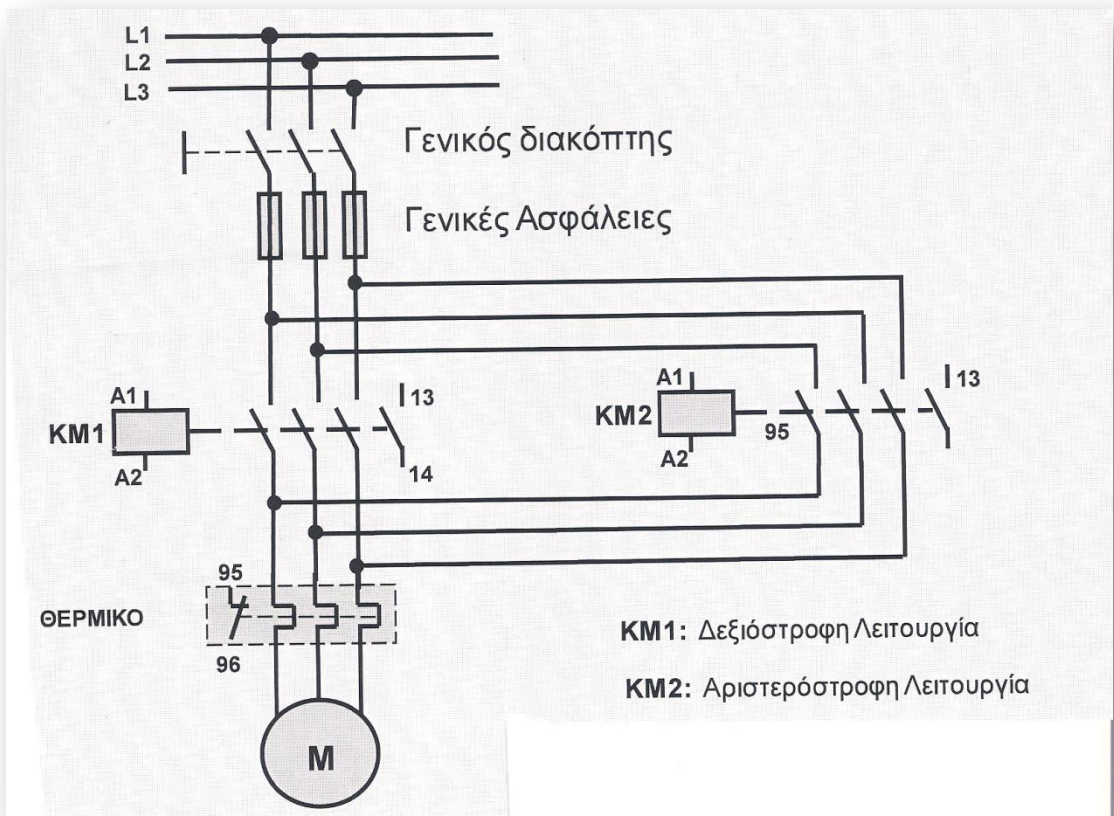 L1
L2
L3
Γενικός διακόπτης
Γενικές Ασφάλειες
A1
13
KM1
A2
14
A1
13
KM2
95
A2
95
ΘΕΡΜΙΚΟ
96
M
KM1: Δεξιόστροφη Λειτουργία
KM2: Αριστερόστροφη Λειτουργία